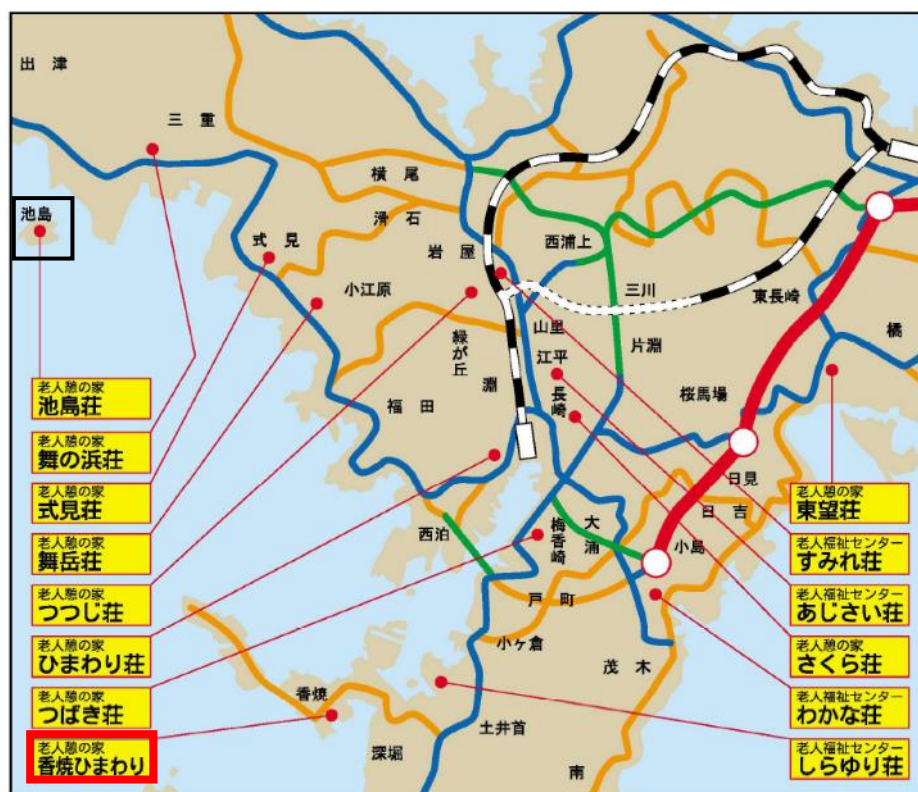 出津
三重
横尾
池島
滑石
式見
岩屋
西浦上
小江原
三川
東長崎
山里
橘
緑が丘
江平
片淵
淵
長崎
桜馬場
福田
日見
日吉
西泊
梅香崎
大浦
小島
戸町
小ヶ倉
茂木
香焼
土井首
深堀
南
老人憩の家
池島荘
老人憩の家
舞の浜荘
老人憩の家
式見荘
老人憩の家
舞岳荘
老人憩の家
つつじ荘
老人憩の家
ひまわり荘
老人憩の家
つばき荘
老人憩の家
香焼ひまわり
老人憩の家
東望荘
老人福祉センター
すみれ荘
老人福祉センター
あじさい荘
老人憩の家
さくら荘
老人福祉センター
わかな荘
老人福祉センター
しらゆり荘